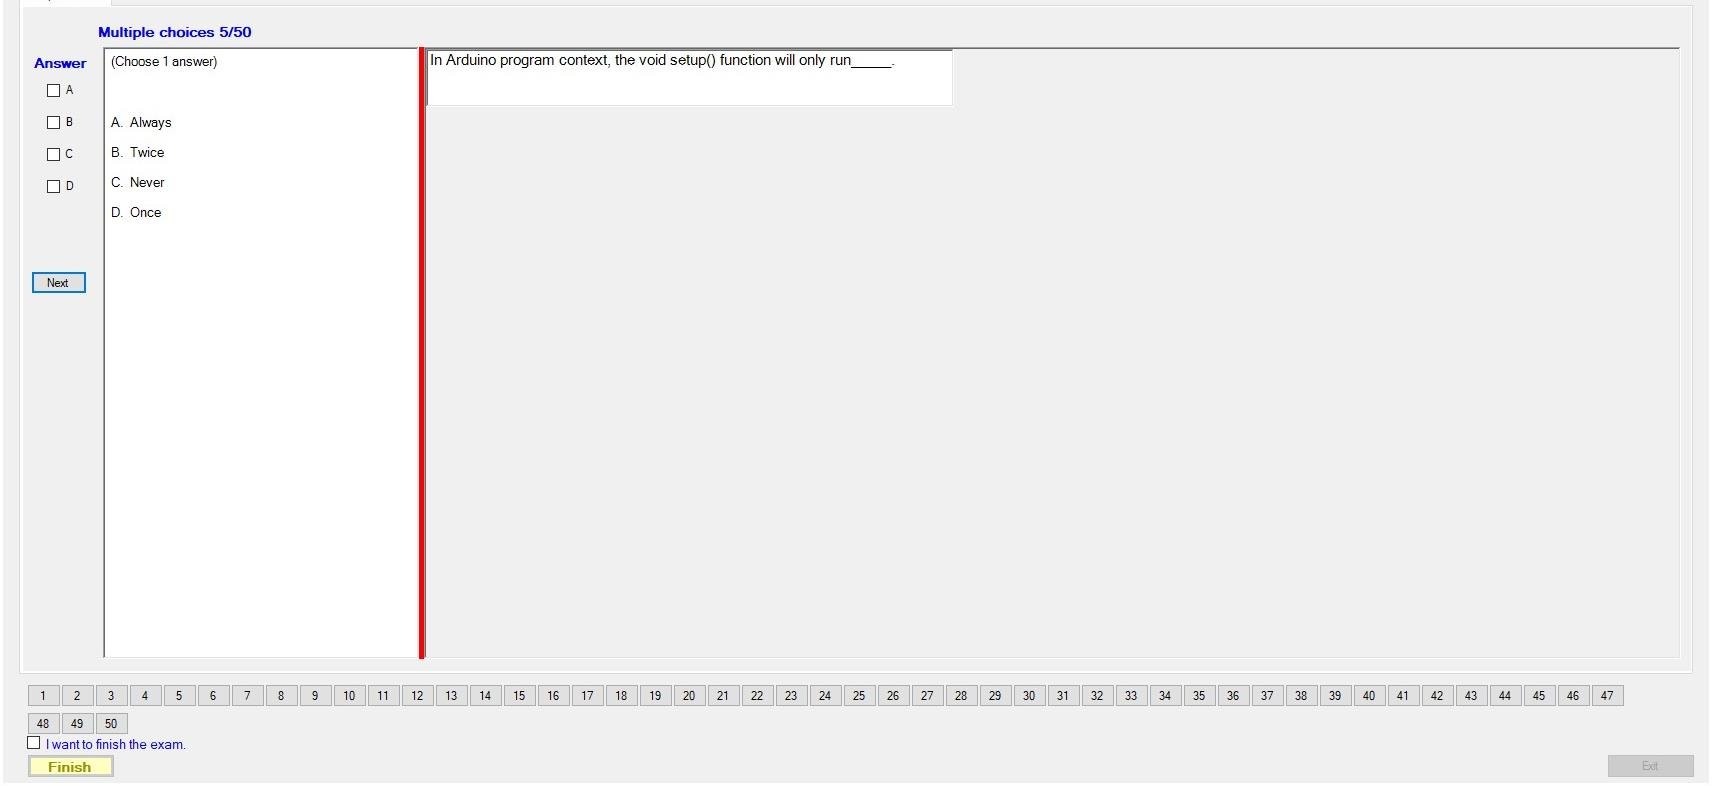 Multiple choices 5/50
Answer
(Choose 1 answer)
In Arduino program context, the void setup() function will only run_____.
A
B
C
D
A. Always
B. Twice
C. Never
D. Once
Next
1 2 3 4 5 6 7 8 9 10 11 12 13 14 15 16 17 18 19 20 21 22 23 24 25 26 27 28 29 30 31 32 33 34 35 36 37 38 39 40 41 42 43 44 45 46 47
48 49 50
I want to finish the exam.
Finish
Exit